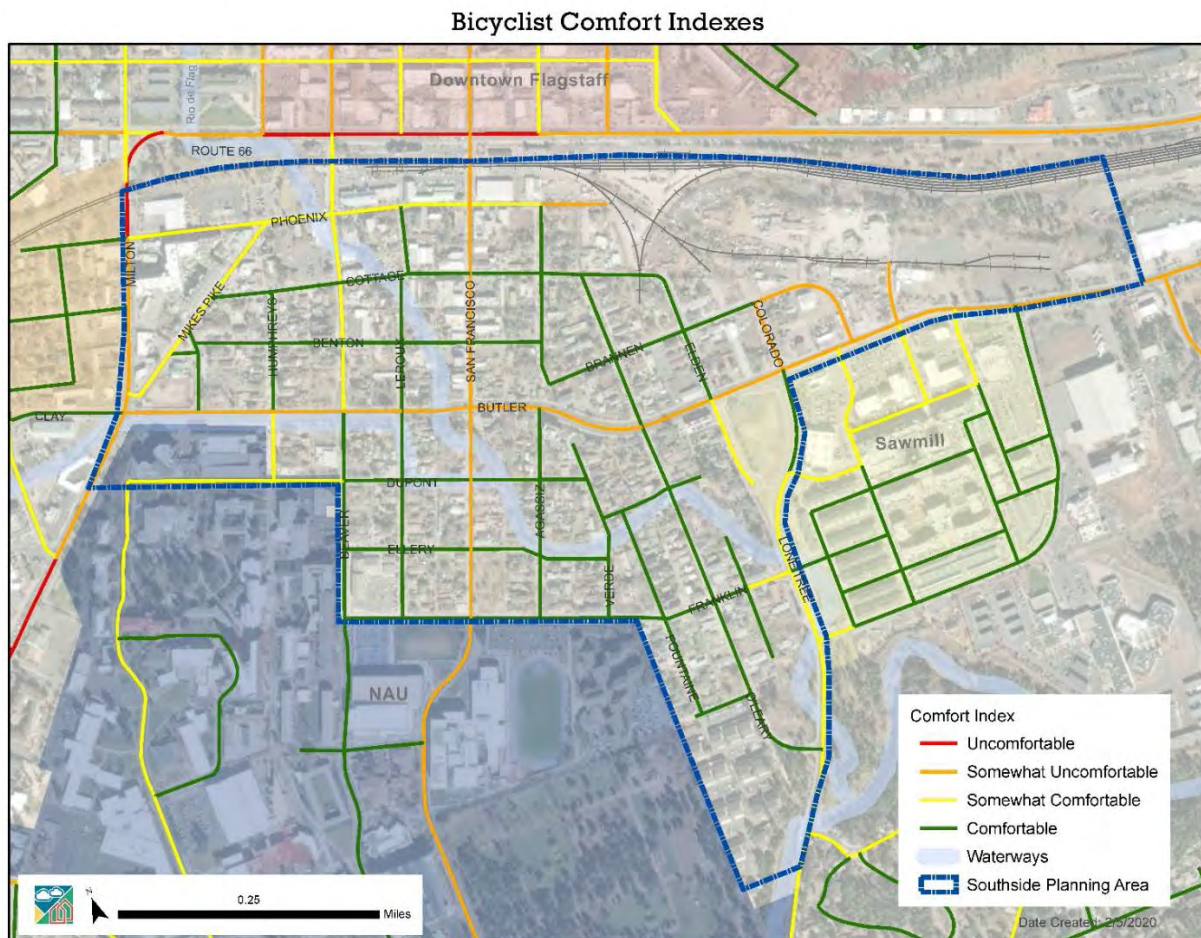 Bicyclist Comfort Indexes
Downtown Flagstaff
Rio de Flag
ROUTE 66
PHOENIX
MILTON
MIKES PIKE
COTTAGE
HUMPHREYS
BENTON
LEROUX
SAN FRANCISCO
BRANNEN
ELDEN
COLORADO
CLAY
BUTLER
Sawmill
DUPONT
AGASSIZ
BEAVER
ELLERY
VERDE
LONETREE
FRANKLIN
FOUNTAINE
O'LEARY
NAU
Comfort Index
Uncomfortable
Somewhat Uncomfortable
Somewhat Comfortable
Comfortable
Waterways
Southside Planning Area
N
0.25
Miles
Date Created: 2/5/2020